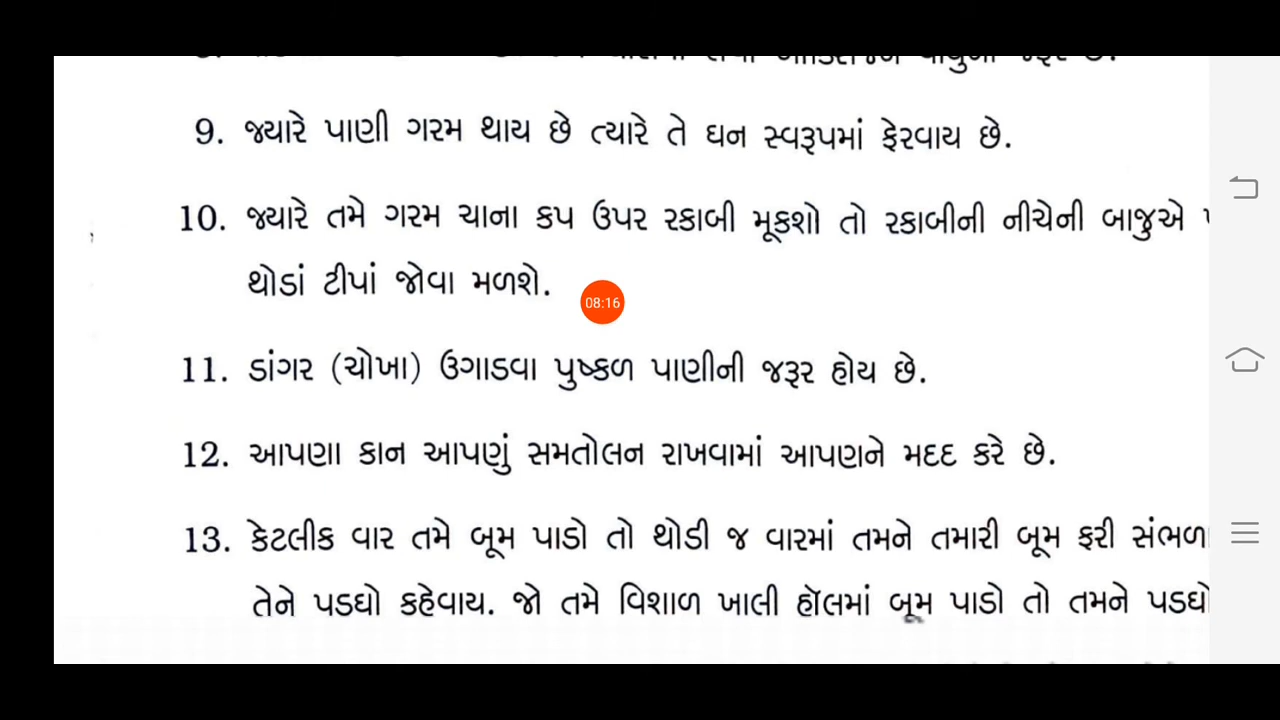 9. જ્યારે પાણી ગરમ થાય છે ત્યારે તે ઘન સ્વરૂપમાં ફેરવાય છે.
10. જ્યારે તમે ગરમ ચાના કપ ઉપર રકાબી મૂકશો તો રકાબીની નીચેની બાજુએ
થોડાં ટીપાં જોવા મળશે.
08:16
11. ડાંગર (ચોખા) ઉગાડવા પુષ્કળ પાણીની જરૂર હોય છે.
12. આપણા કાન આપણું સમતોલન રાખવામાં આપણને મદદ કરે છે.
13. કેટલીક વાર તમે બૂમ પાડો તો થોડી જ વારમાં તમને તમારી બૂમ ફરી
તેને પડઘો કહેવાય. જો તમે વિશાળ ખાલી હૉલમાં બૂમ પાડો તો તમને પડઘો